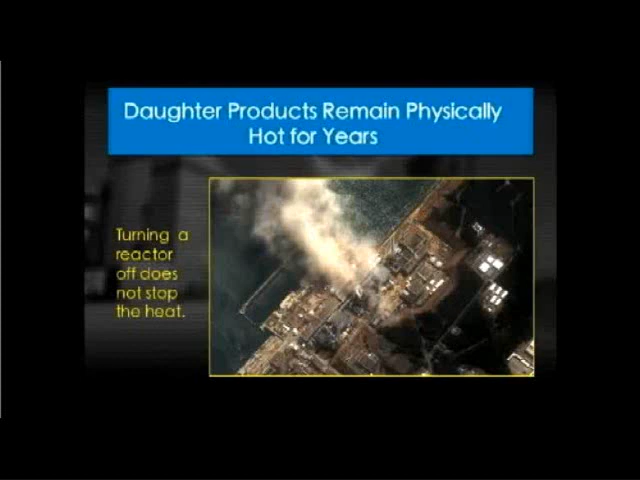 Daughter Products Remain Physically
Hot for Years
Turning a
reactor
off does
not stop
the heat.